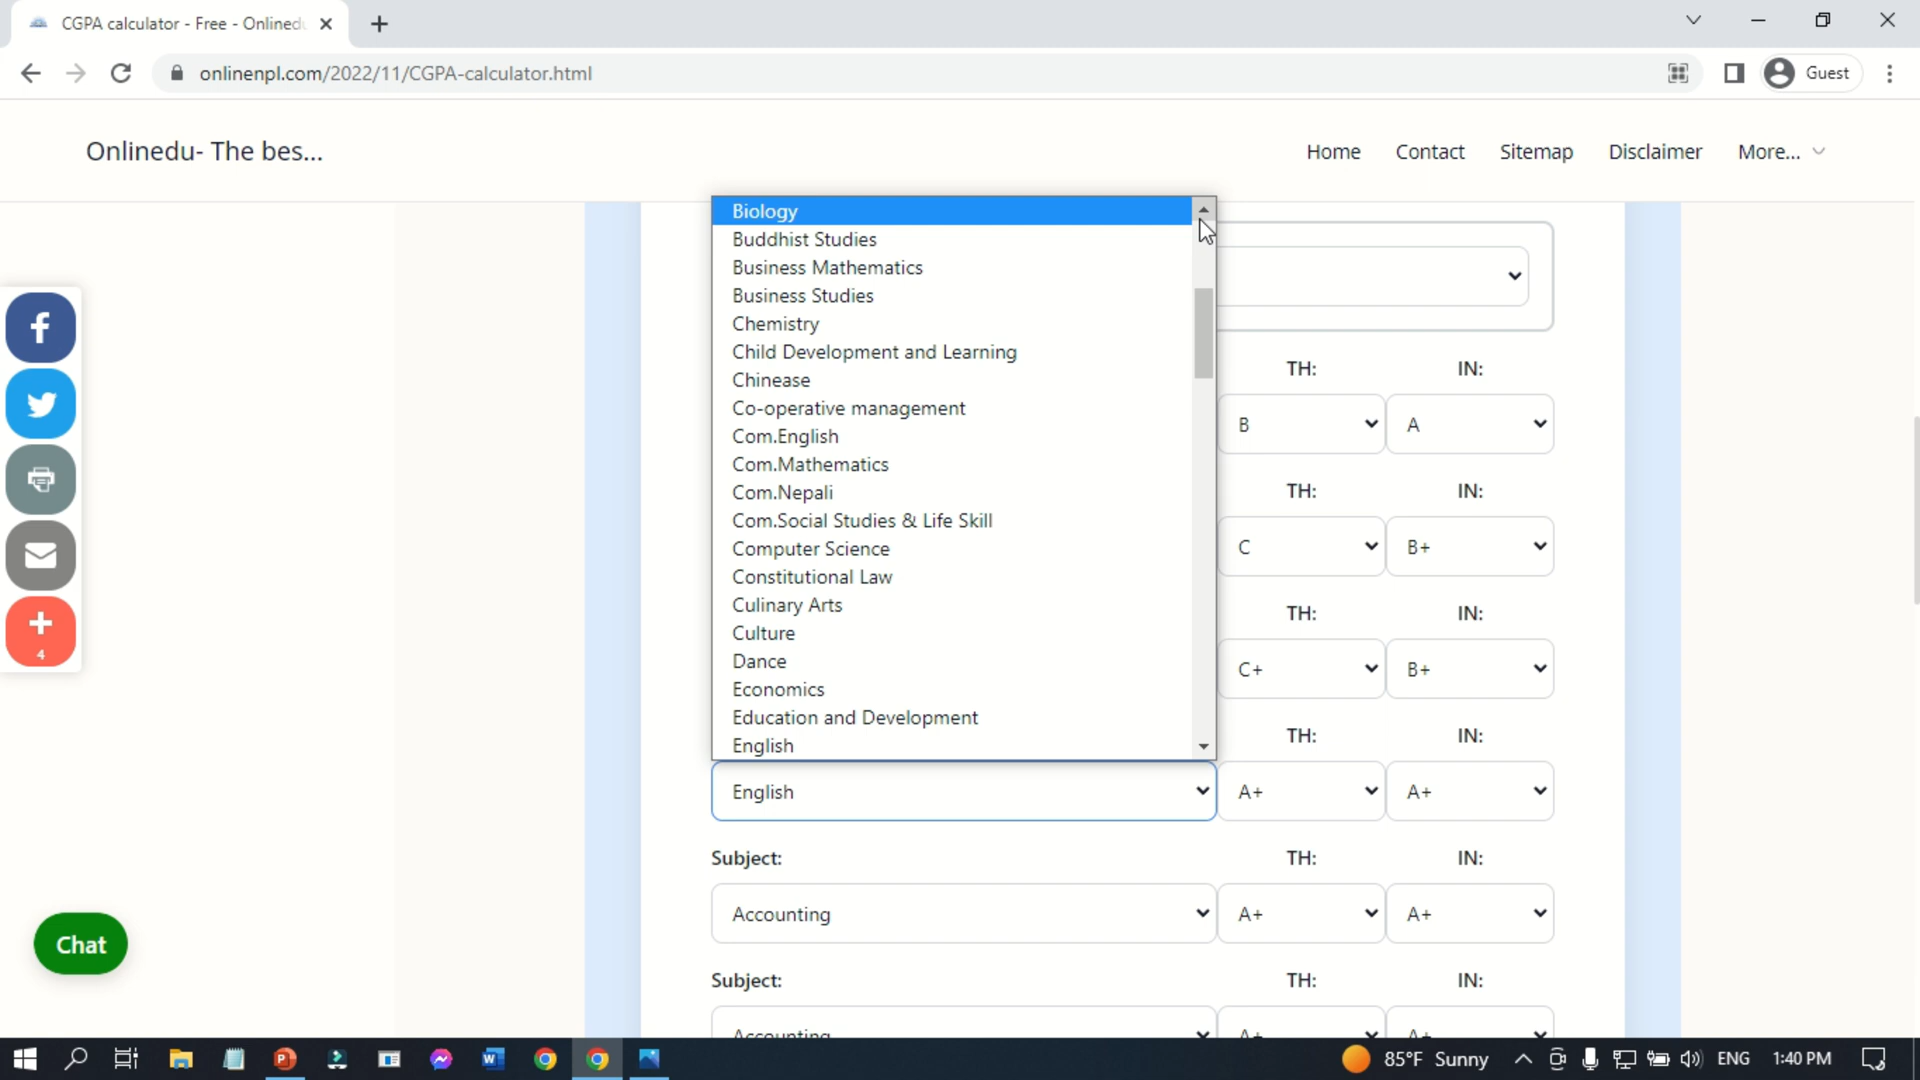 CGPA calculator - Free - Onlined
onlinenpl.com/2022/11/CGPA-calculator.html
Guest
Onlinedu- The bes...
Home
Contact
Sitemap
Disclaimer
More...
Biology
Buddhist Studies
Business Mathematics
Business Studies
Chemistry
Child Development and Learning
Chinease
Co-operative management
Com.English
Com.Mathematics
Com.Nepali
Com.Social Studies & Life Skill
Computer Science
Constitutional Law
Culinary Arts
Culture
Dance
Economics
Education and Development
English
TH: IN:
B A
TH: IN:
C B+
TH: IN:
C+ B+
TH: IN:
English A+ A+
Subject: TH: IN:
Accounting A+ A+
Subject: TH: IN:
Accounting A+ A+
4
Chat
85°F Sunny
ENG
1:40 PM